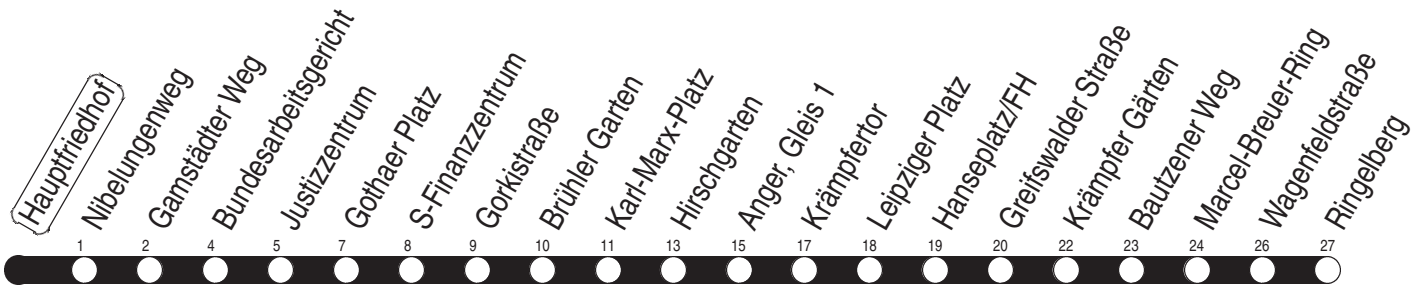 Hauptfriedhof
Nibelungenweg
Gamstädter Weg
Bundesarbeitsgericht
Justizzentrum
Gothaer Platz
S-Finanzzentrum
Gorkistraße
Brühler Garten
Karl-Marx-Platz
Hirschgarten
Anger, Gleis 1
Krämpfertor
Leipziger Platz
Hanseplatz/FH
Greifswalder Straße
Krämpfer Gärten
Bautzener Weg
Marcel-Breuer-Ring
Wagenfeldstraße
Ringelberg
1 2 4 5 7 8 9 10 11 13 15 17 18 19 20 22 23 24 26 27